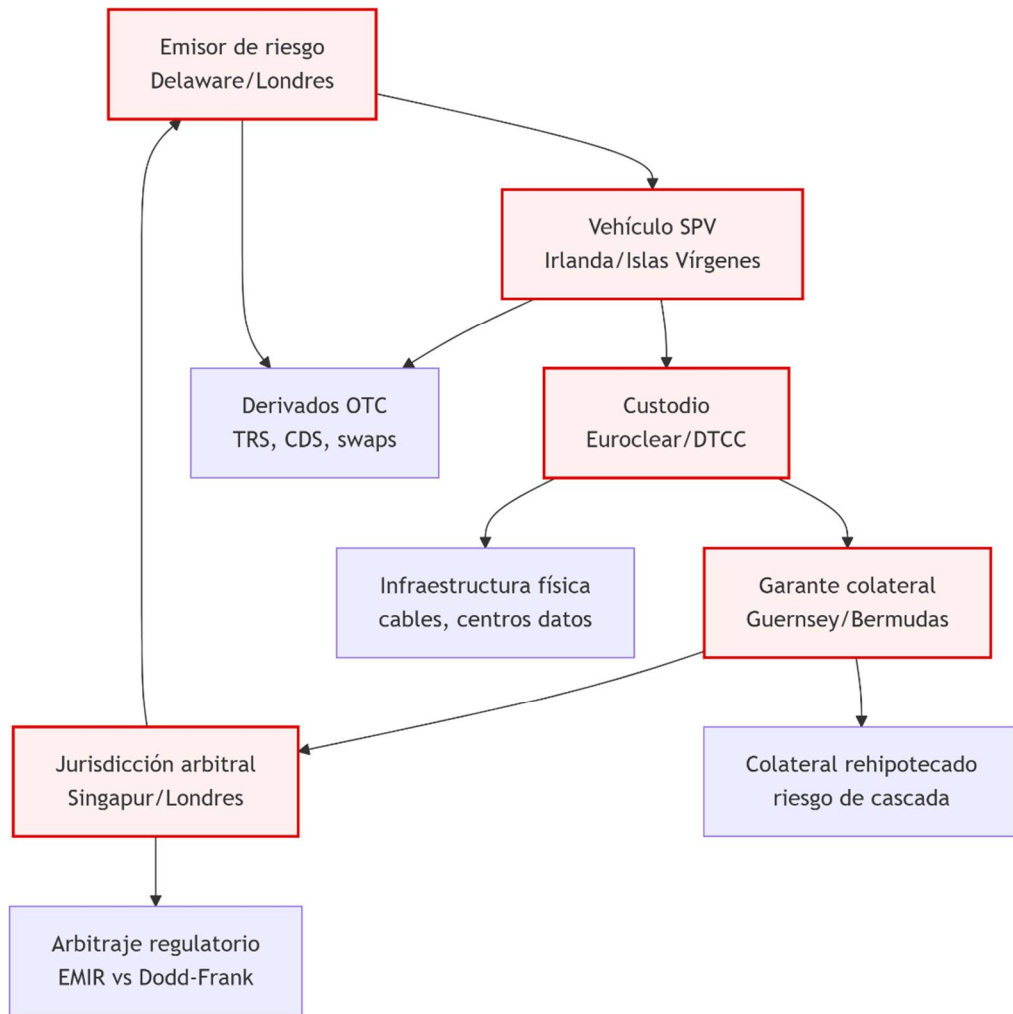 Emisor de riesgo
Delaware/Londres
Vehículo SPV
Irlanda/Islas Vírgenes
Derivados OTC
TRS, CDS, swaps
Custodio
Euroclear/DTCC
Infraestructura física
cables, centros datos
Garante colateral
Guernsey/Bermudas
Jurisdicción arbitral
Singapur/Londres
Colateral rehipotecado
riesgo de cascada
Arbitraje regulatorio
EMIR vs Dodd-Frank